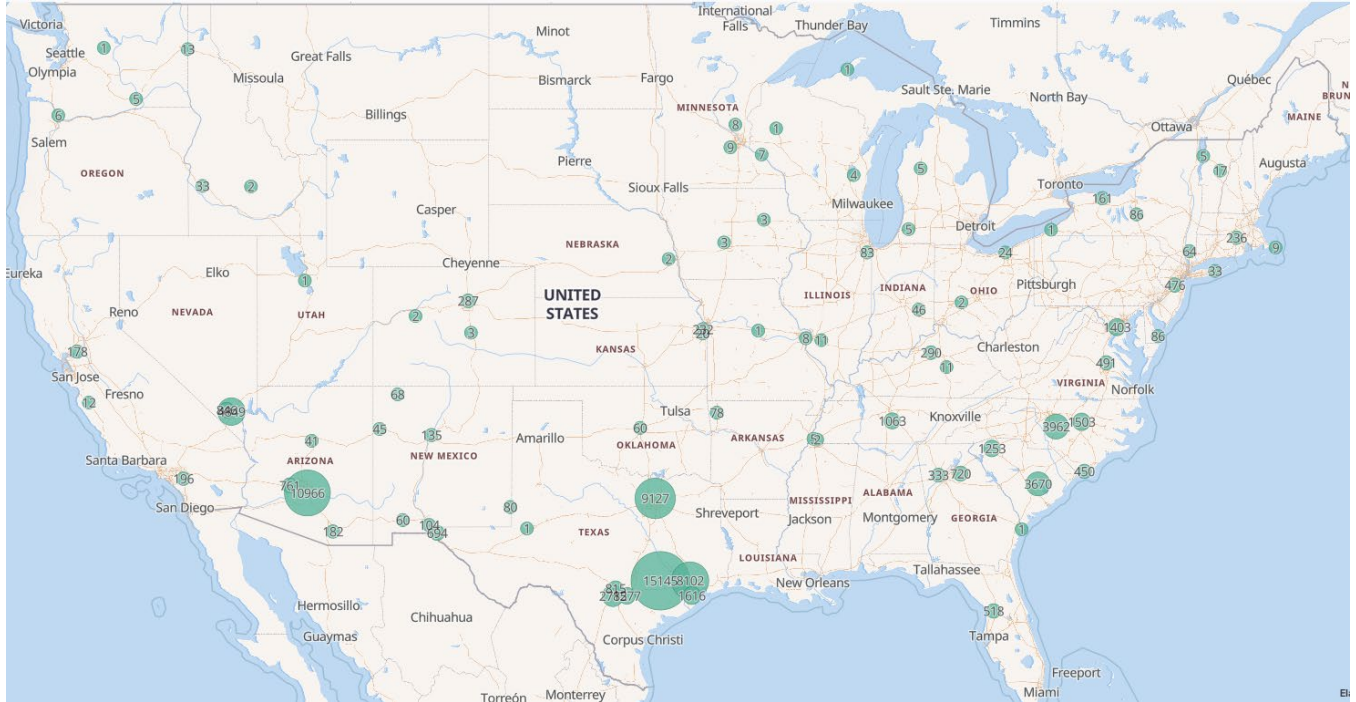 International
Falls
Thunder Bay
Timmins
Victoria
Seattle
1
13
Great Falls
Minot
Olympia
Missoula
Bismarck
Fargo
1
Sault Ste. Marie
Québec
5
Billings
MINNESOTA
North Bay
MAINE
6
8
1
Ottawa
Salem
9
7
5
Augusta
OREGON
Pierre
4
5
17
33
2
Sioux Falls
Toronto
161
Casper
Milwaukee
86
3
Detroit
5
1
236
9
NEBRASKA
3
83
24
64
Eureka
Elko
Cheyenne
2
33
1
ILLINOIS
INDIANA
OHIO
Pittsburgh
476
UNITED
STATES
287
2
Reno
NEVADA
UTAH
2
46
3
1
1403
86
178
KANSAS
8
11
290
Charleston
San Jose
11
491
Fresno
VIRGINIA
Norfolk
12
68
Tulsa
78
Knoxville
1063
3962
1503
41
45
135
Amarillo
60
ARKANSAS
OKLAHOMA
1253
Santa Barbara
ARIZONA
NEW MEXICO
196
761
10966
9127
333
720
450
3670
San Diego
80
Shreveport
MISSISSIPPI
ALABAMA
Jackson
Montgomery
GEORGIA
182
60
104
694
1
TEXAS
1
LOUISIANA
Tallahassee
15145
8102
New Orleans
815
1616
Hermosillo
Chihuahua
518
Guaymas
Corpus Christi
Tampa
Freeport
Torreón
Monterrey
Miami